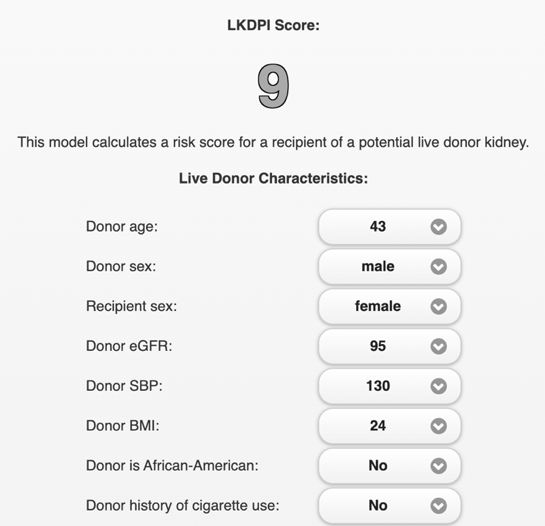 LKDPI Score:
9
This model calculates a risk score for a recipient of a potential live donor kidney.
Live Donor Characteristics:
Donor age: 43
Donor sex: male
Recipient sex: female
Donor eGFR: 95
Donor SBP: 130
Donor BMI: 24
Donor is African-American: No
Donor history of cigarette use: No